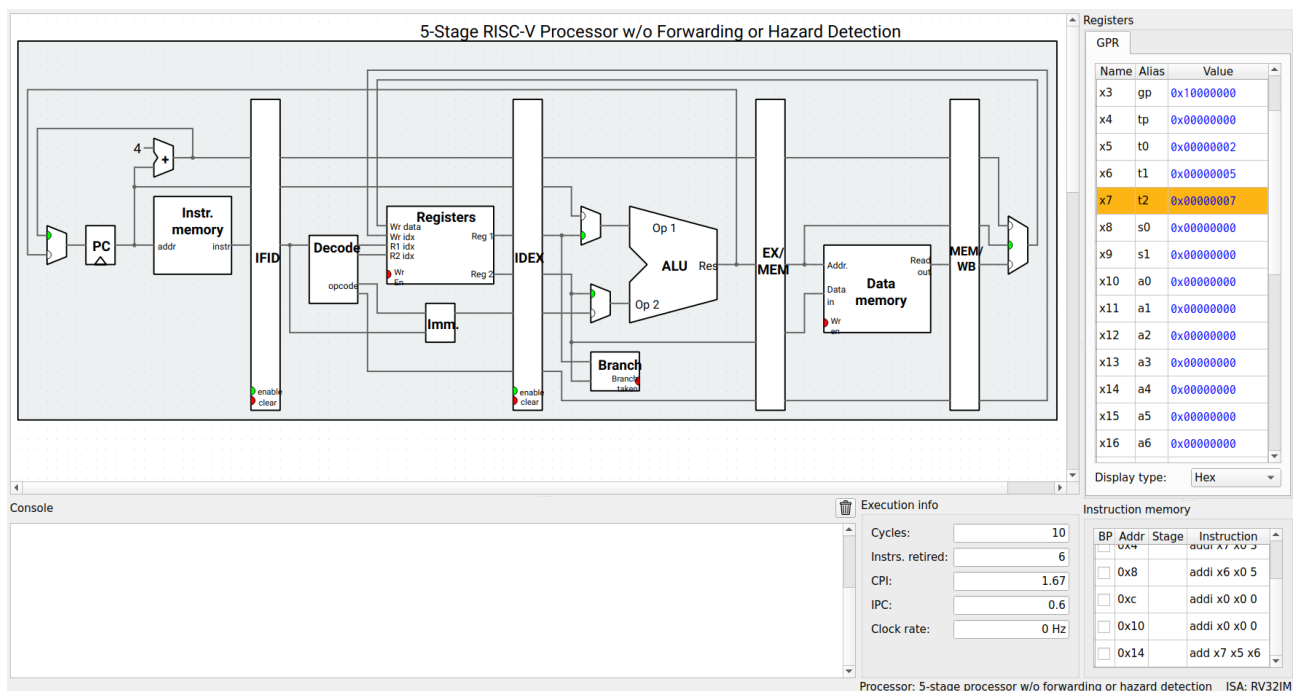 5-Stage RISC-V Processor w/o Forwarding or Hazard Detection
4
+
PC
Instr.
memory
addr
instr
IFID
enable
clear
Decode
opcode
Registers
Wr data
Wr idx
R1 idx
R2 idx
Wr
En
Reg 1
Reg 2
Imm.
IDEX
enable
clear
Op 1
ALU
Res
Op 2
Branch
Branch
taken
EX/
MEM
Addr.
Data
in
Wr
en
Data
memory
Read
out
MEM/
WB
Registers
GPR
Name Alias Value
x3 gp 0x10000000
x4 tp 0x00000000
x5 t0 0x00000002
x6 t1 0x00000005
x7 t2 0x00000007
x8 s0 0x00000000
x9 s1 0x00000000
x10 a0 0x00000000
x11 a1 0x00000000
x12 a2 0x00000000
x13 a3 0x00000000
x14 a4 0x00000000
x15 a5 0x00000000
x16 a6 0x00000000
Display type: Hex
Console
Execution info
Cycles: 10
Instrs. retired: 6
CPI: 1.67
IPC: 0.6
Clock rate: 0 Hz
Instruction memory
BP Addr Stage Instruction
0x4 addi x7 x0 3
0x8 addi x6 x0 5
0xc addi x0 x0 0
0x10 addi x0 x0 0
0x14 add x7 x5 x6
Processor: 5-stage processor w/o forwarding or hazard detection ISA: RV32IM